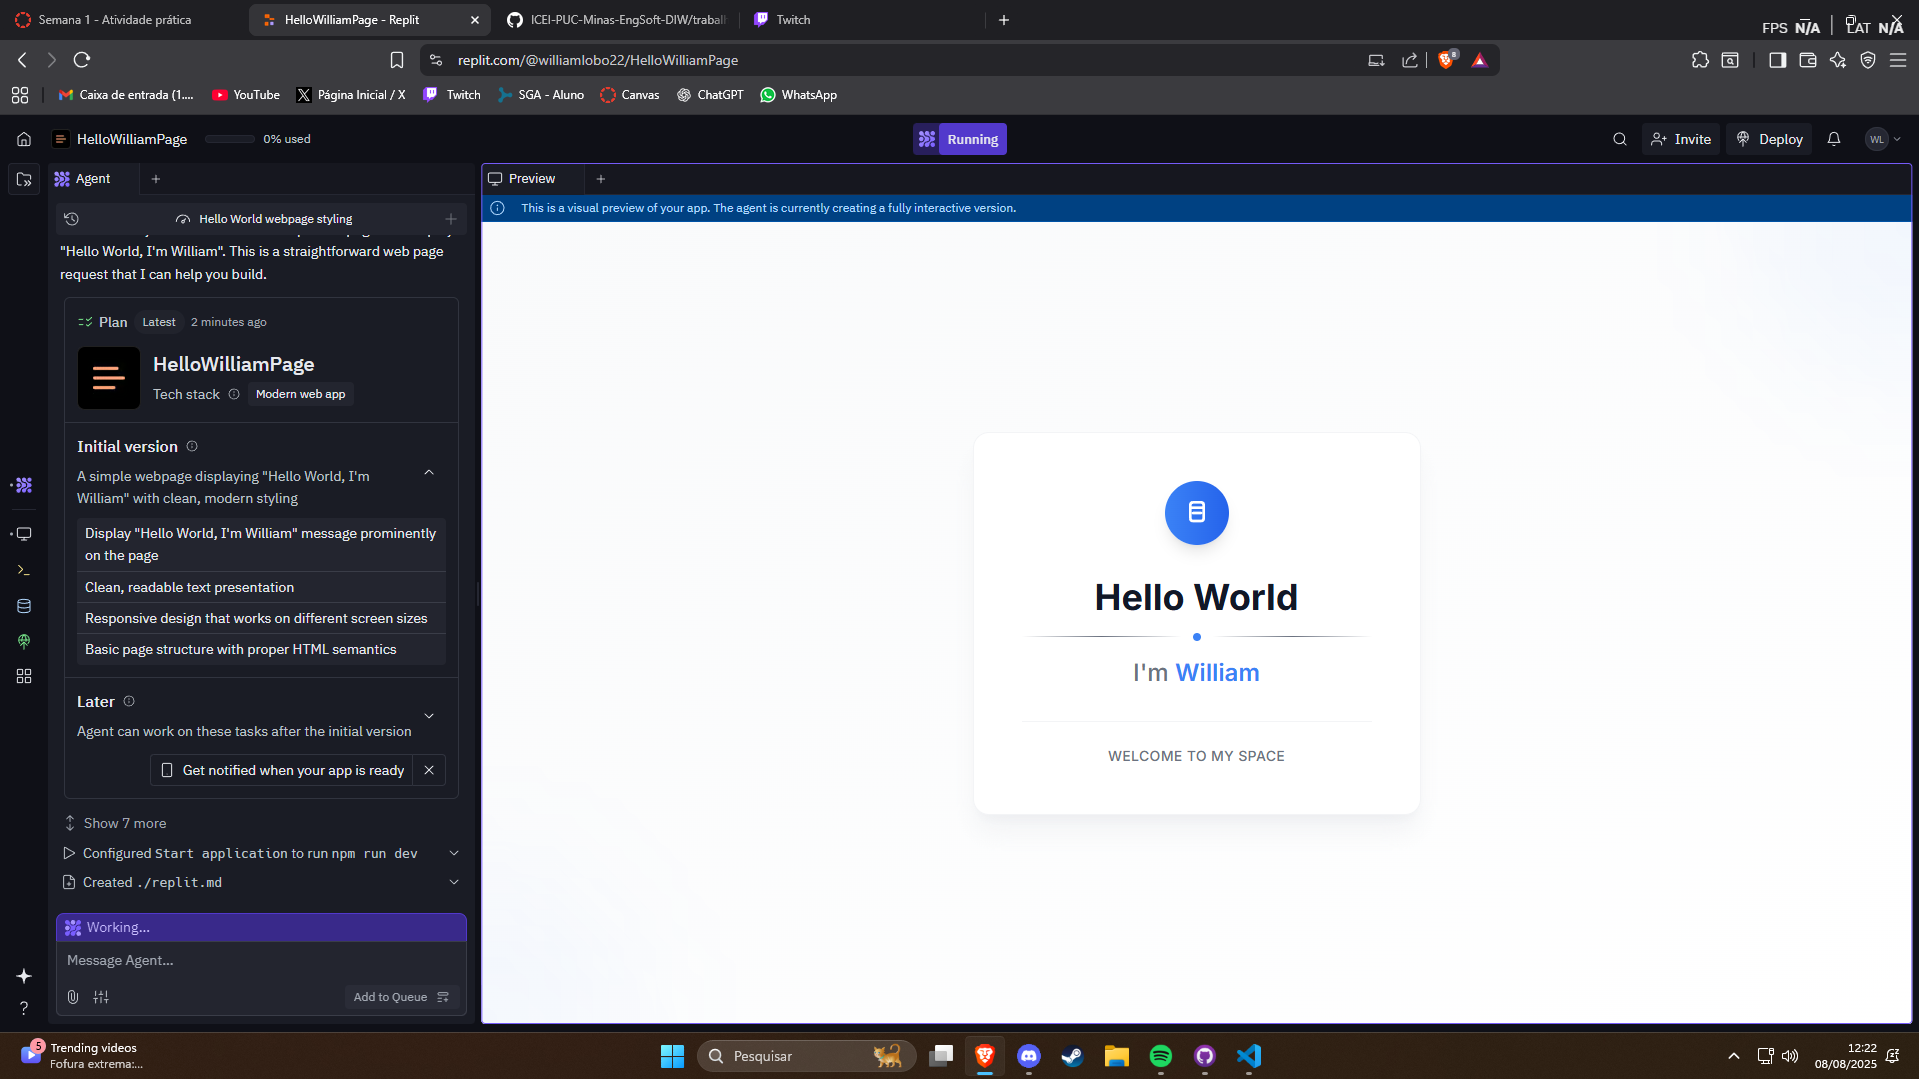 Semana 1 - Atividade prática
HelloWilliamPage - Replit
ICEI-PUC-Minas-EngSoft-DIW/trabal
Twitch
FPS N/A
LAT N/A
replit.com/@williamlobo22/HelloWilliamPage
8
Caixa de entrada (1....
YouTube
Página Inicial / X
Twitch
SGA - Aluno
Canvas
ChatGPT
WhatsApp
HelloWilliamPage
0% used
Running
Invite
Deploy
WL
Agent
Preview
Hello World webpage styling
This is a visual preview of your app. The agent is currently creating a fully interactive version.
"Hello World, I'm William". This is a straightforward web page
request that I can help you build.
Plan
Latest
2 minutes ago
HelloWilliamPage
Tech stack
Modern web app
Initial version
A simple webpage displaying "Hello World, I'm
William" with clean, modern styling
Display "Hello World, I'm William" message prominently
on the page
Clean, readable text presentation
Responsive design that works on different screen sizes
Basic page structure with proper HTML semantics
Later
Agent can work on these tasks after the initial version
Get notified when your app is ready
Show 7 more
Configured Start application to run npm run dev
Created ./replit.md
Working...
Message Agent...
Add to Queue
Hello World
I'm William
WELCOME TO MY SPACE
5
Trending videos
Fofura extrema:...
Pesquisar
12:22
08/08/2025